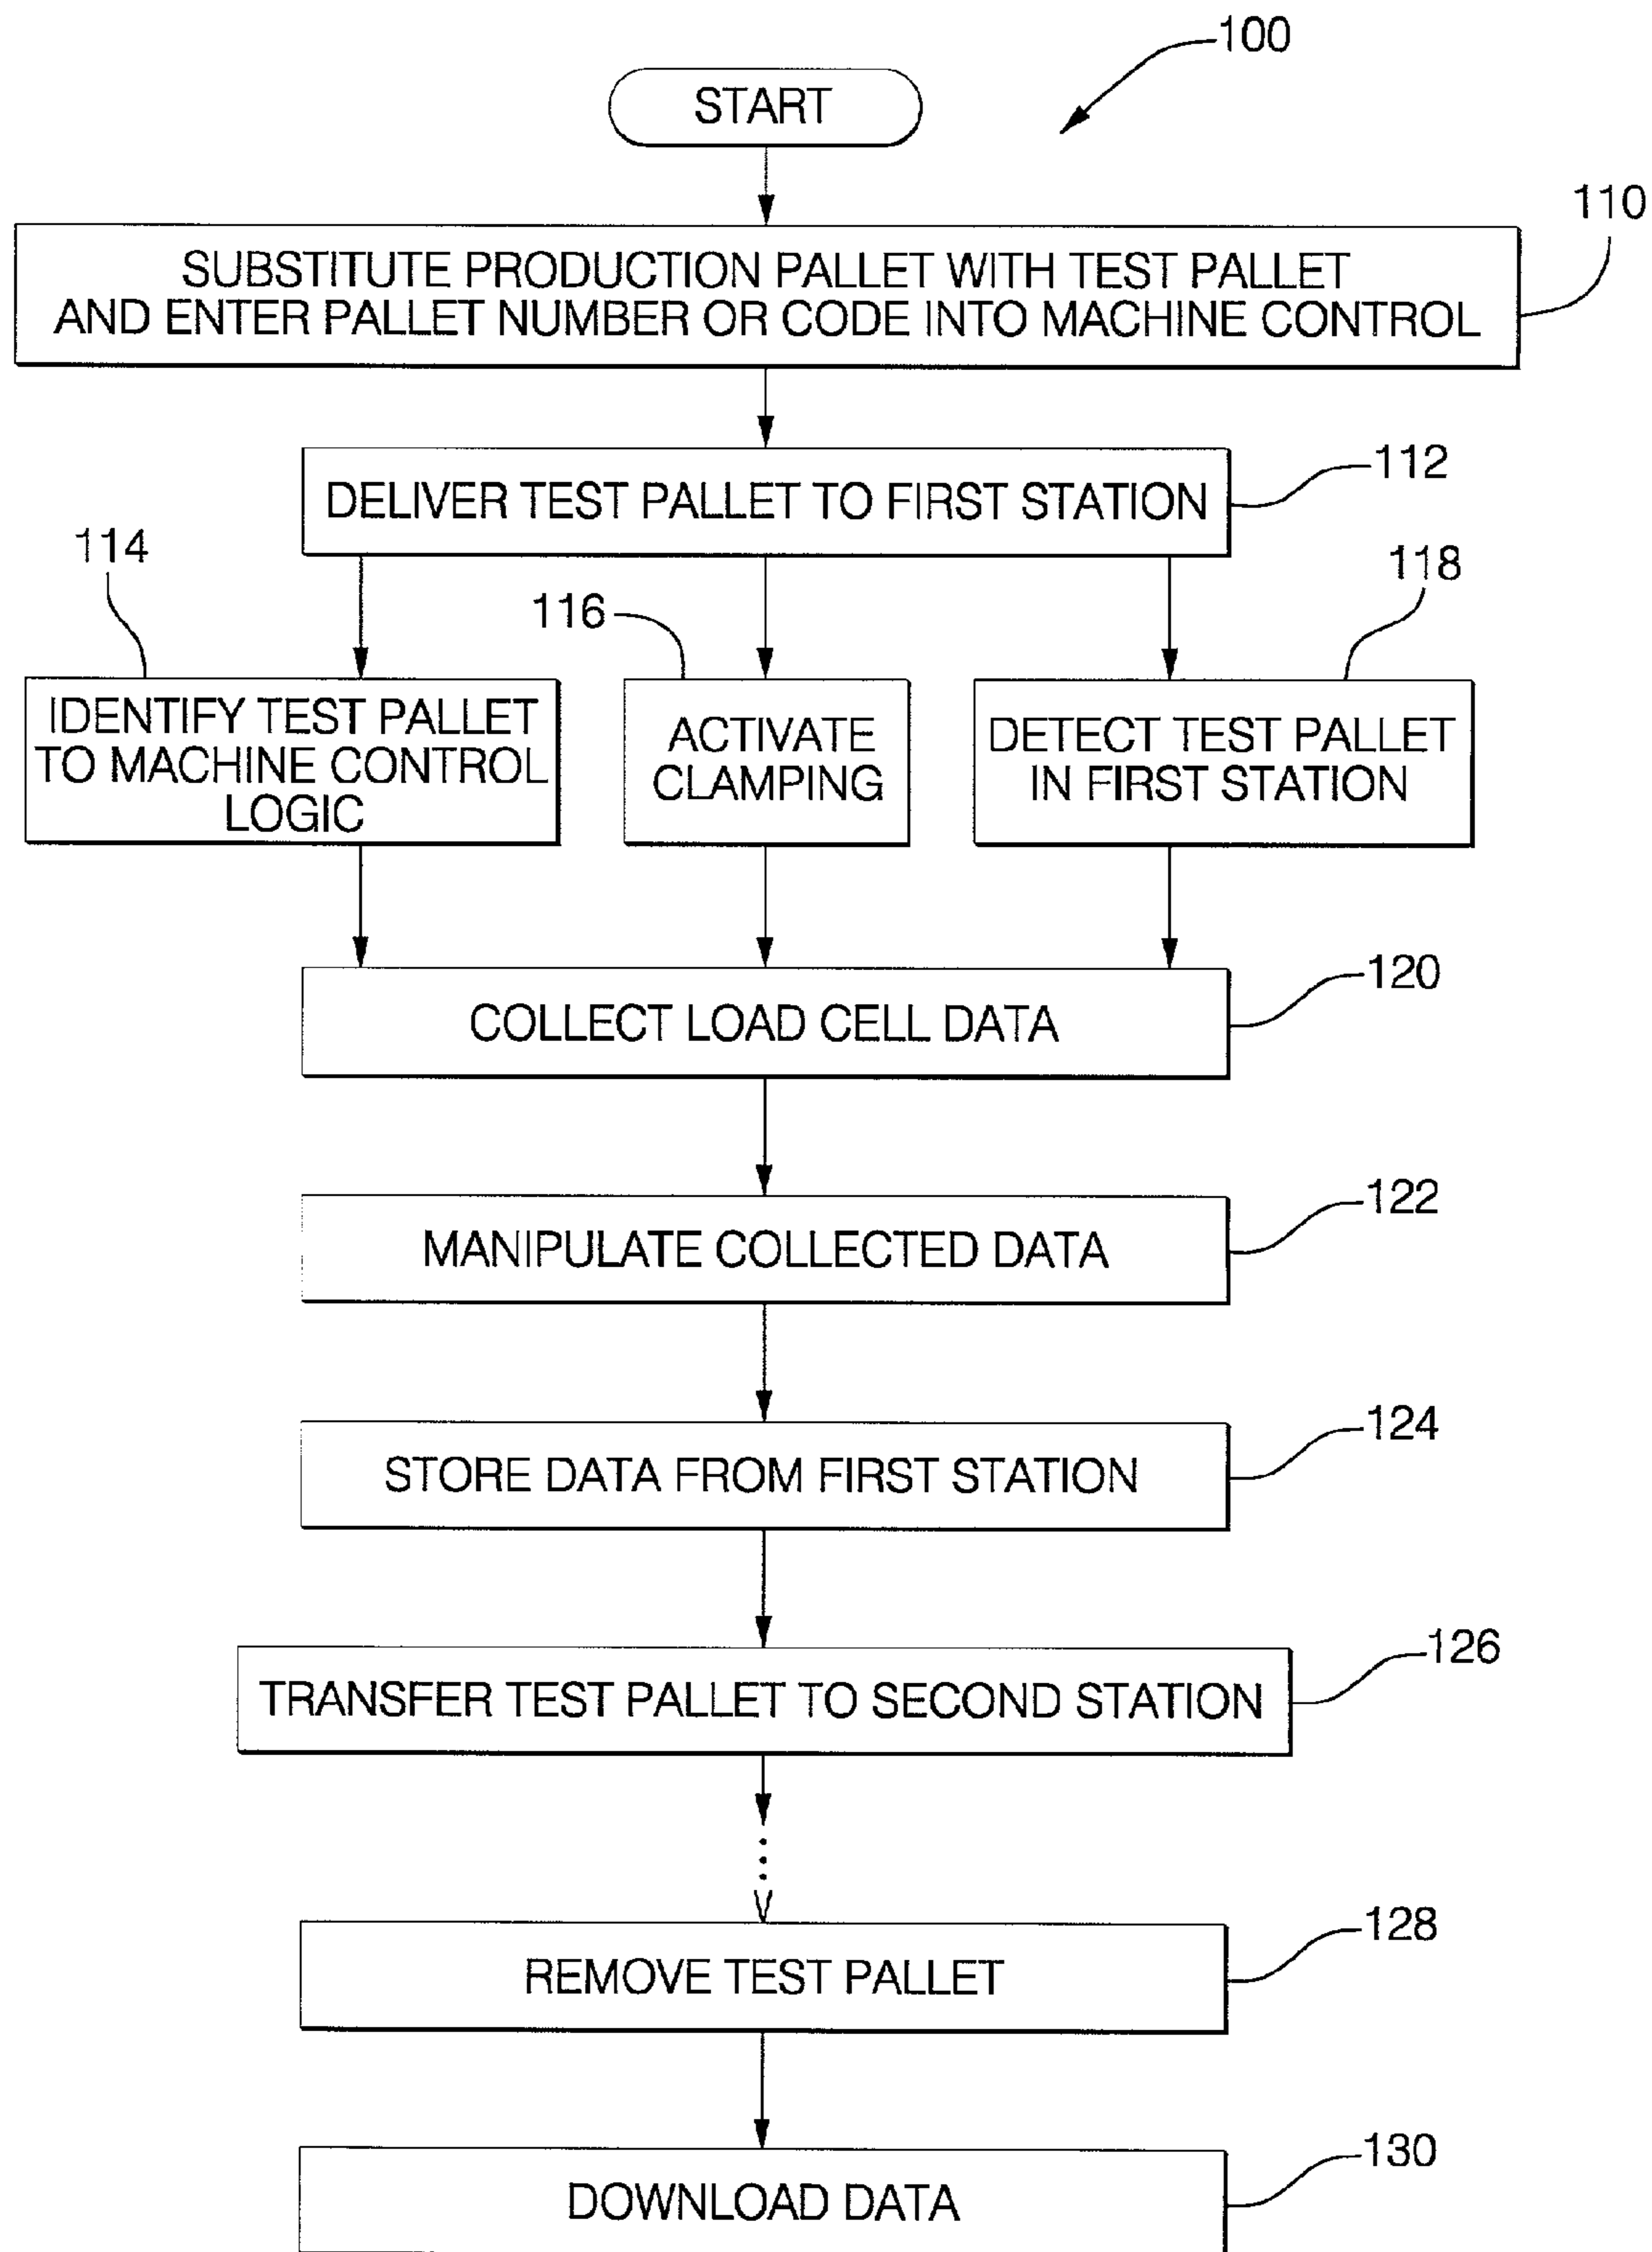 100
START
110
SUBSTITUTE PRODUCTION PALLET WITH TEST PALLET
AND ENTER PALLET NUMBER OR CODE INTO MACHINE CONTROL
112
DELIVER TEST PALLET TO FIRST STATION
114
116
118
IDENTIFY TEST PALLET
TO MACHINE CONTROL
LOGIC
ACTIVATE
CLAMPING
DETECT TEST PALLET
IN FIRST STATION
120
COLLECT LOAD CELL DATA
122
MANIPULATE COLLECTED DATA
124
STORE DATA FROM FIRST STATION
126
TRANSFER TEST PALLET TO SECOND STATION
128
REMOVE TEST PALLET
130
DOWNLOAD DATA